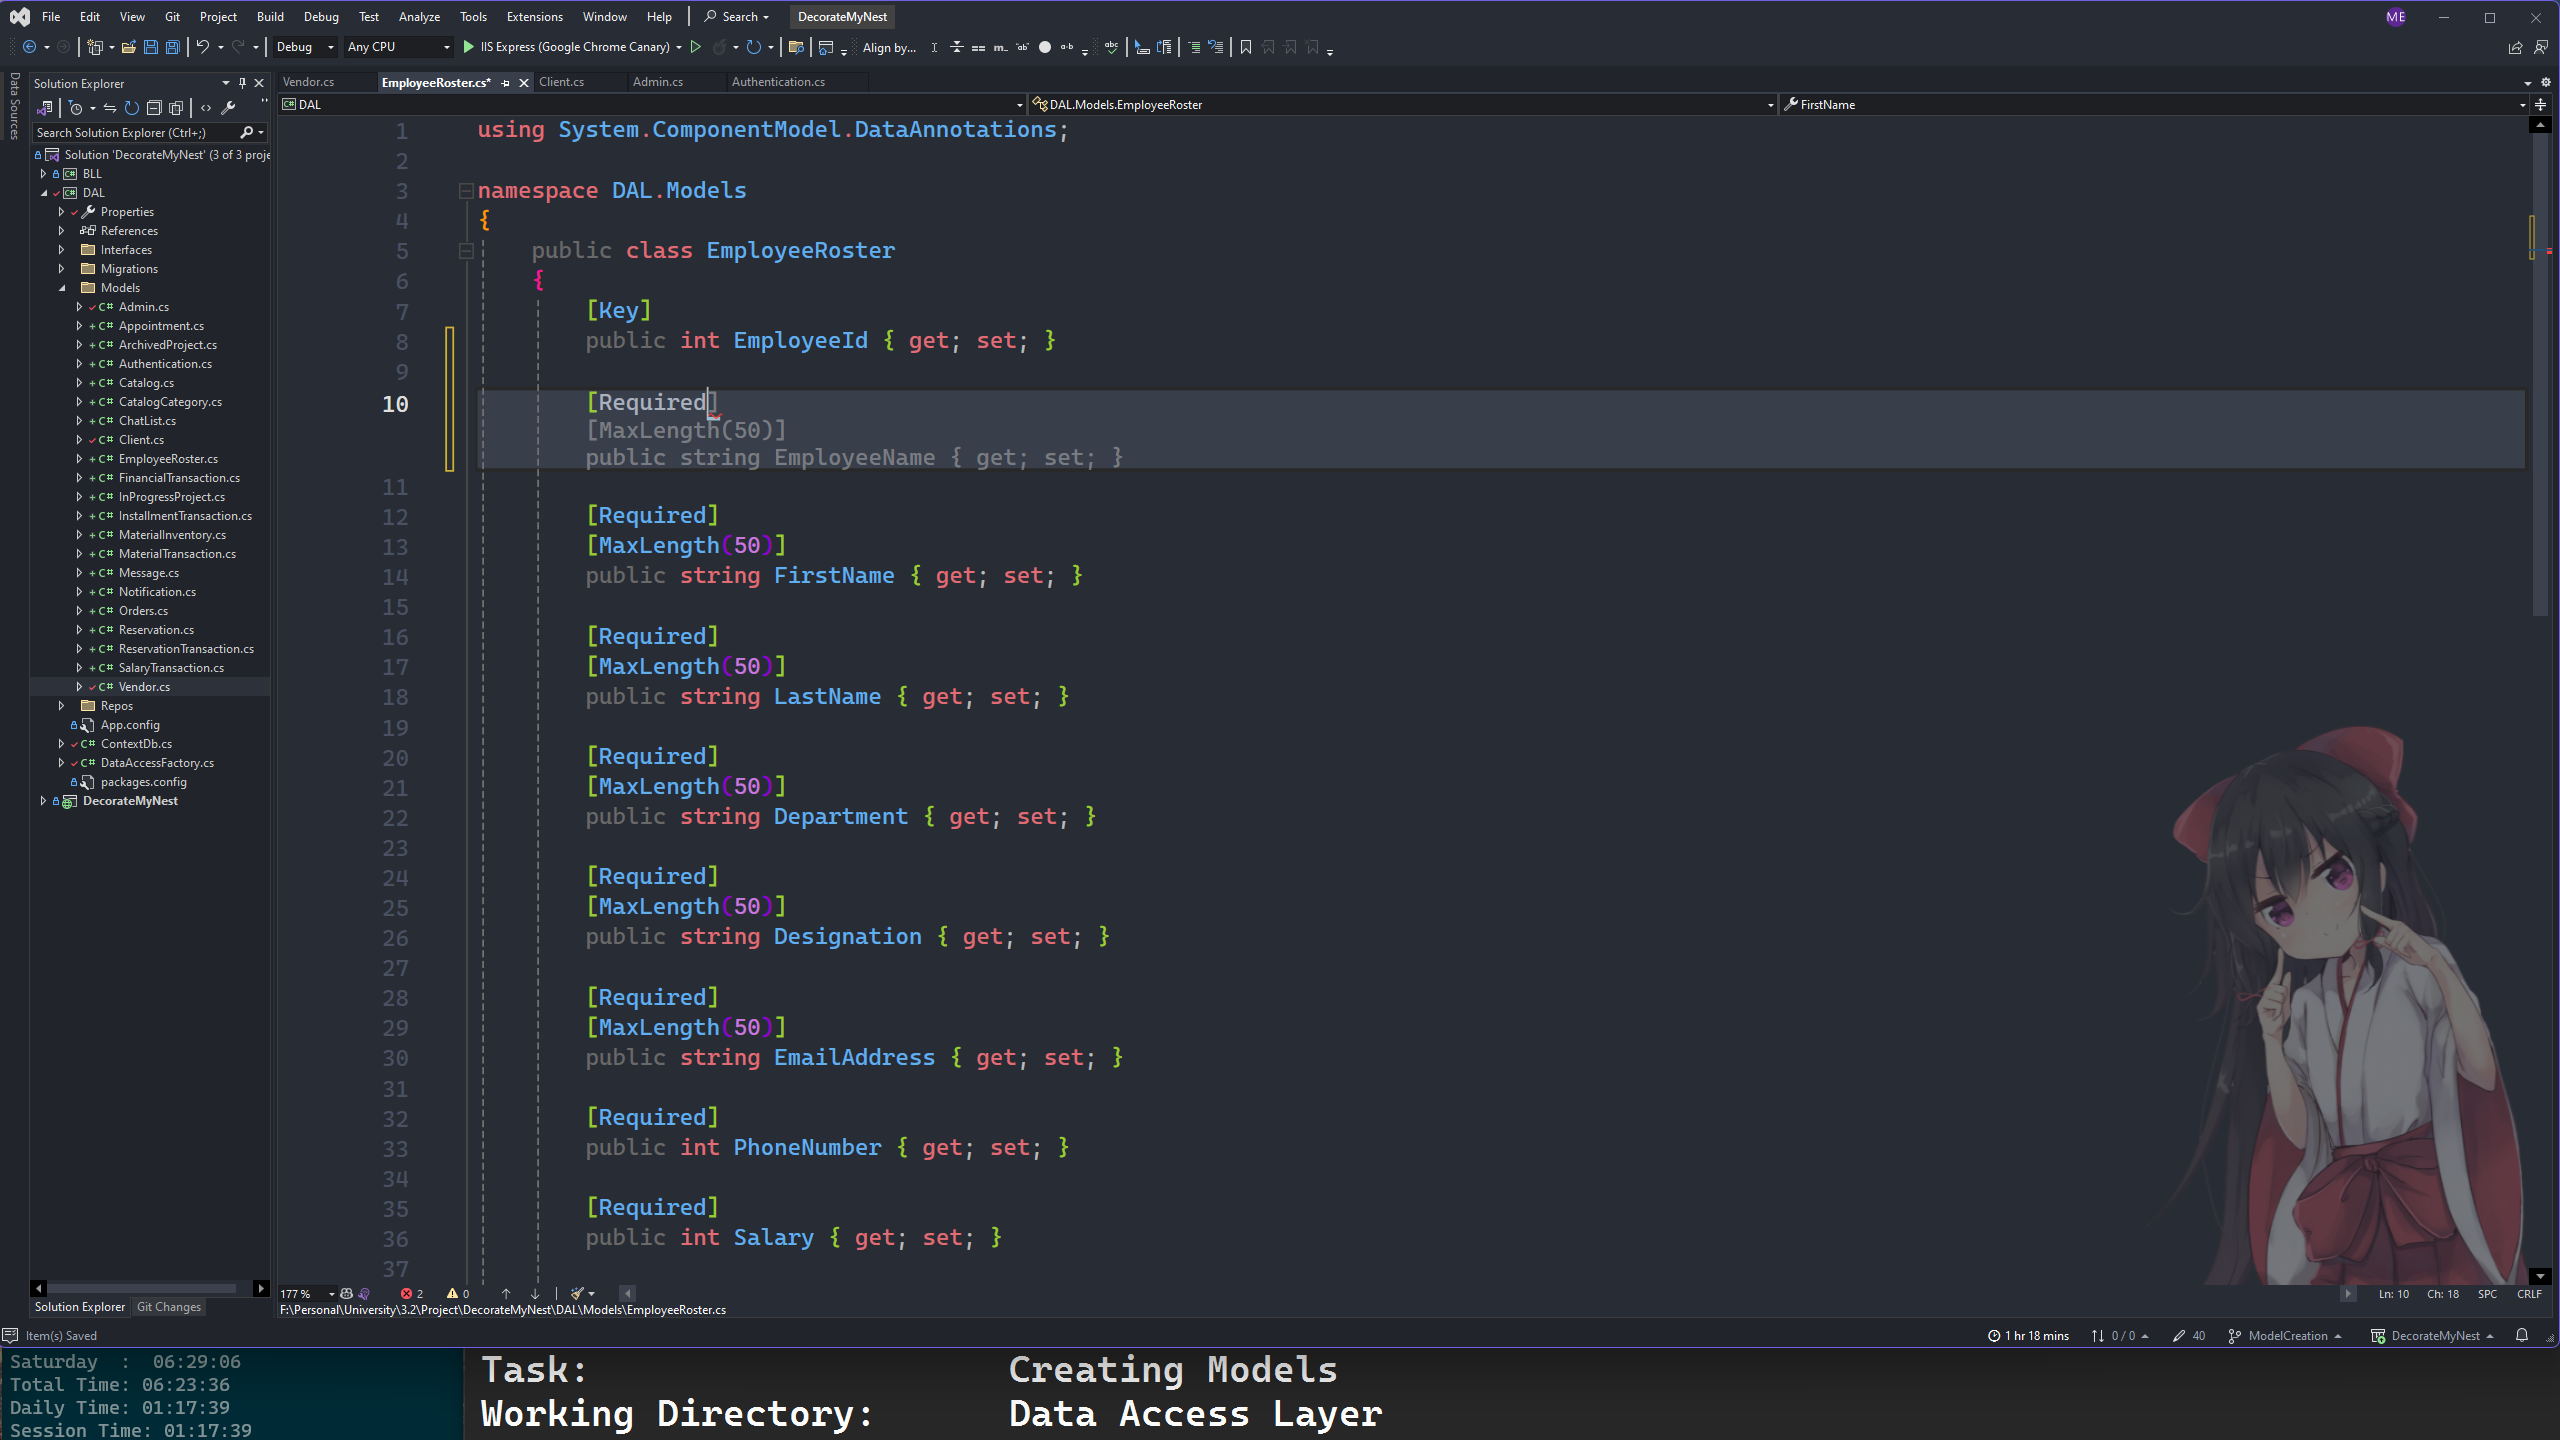 File Edit View Git Project Build Debug Test Analyze Tools Extensions Window Help Search DecorateMyNest ME
Debug Any CPU IIS Express (Google Chrome Canary) Align by...
Data Sources
Solution Explorer
Search Solution Explorer (Ctrl+;)
Solution 'DecorateMyNest' (3 of 3 proje
BLL
DAL
Properties
References
Interfaces
Migrations
Models
C# Admin.cs
C# Appointment.cs
C# ArchivedProject.cs
C# Authentication.cs
C# Catalog.cs
C# CatalogCategory.cs
C# ChatList.cs
C# Client.cs
C# EmployeeRoster.cs
C# FinancialTransaction.cs
C# InProgressProject.cs
C# InstallmentTransaction.cs
C# MaterialInventory.cs
C# MaterialTransaction.cs
C# Message.cs
C# Notification.cs
C# Orders.cs
C# Reservation.cs
C# ReservationTransaction.cs
C# SalaryTransaction.cs
C# Vendor.cs
Repos
App.config
C# ContextDb.cs
C# DataAccessFactory.cs
packages.config
DecorateMyNest
Solution Explorer Git Changes
Vendor.cs EmployeeRoster.cs* Client.cs Admin.cs Authentication.cs
DAL DAL.Models.EmployeeRoster FirstName
1 using System.ComponentModel.DataAnnotations;
2
3 namespace DAL.Models
4 {
5 public class EmployeeRoster
6 {
7 [Key]
8 public int EmployeeId { get; set; }
9
10 [Required]
[MaxLength(50)]
public string EmployeeName { get; set; }
11
12 [Required]
13 [MaxLength(50)]
14 public string FirstName { get; set; }
15
16 [Required]
17 [MaxLength(50)]
18 public string LastName { get; set; }
19
20 [Required]
21 [MaxLength(50)]
22 public string Department { get; set; }
23
24 [Required]
25 [MaxLength(50)]
26 public string Designation { get; set; }
27
28 [Required]
29 [MaxLength(50)]
30 public string EmailAddress { get; set; }
31
32 [Required]
33 public int PhoneNumber { get; set; }
34
35 [Required]
36 public int Salary { get; set; }
37
177 % 2 0 Ln: 10 Ch: 18 SPC CRLF
F:\Personal\University\3.2\Project\DecorateMyNest\DAL\Models\EmployeeRoster.cs
Item(s) Saved 1 hr 18 mins 0 / 0 40 ModelCreation DecorateMyNest
Saturday : 06:29:06
Total Time: 06:23:36
Daily Time: 01:17:39
Session Time: 01:17:39
Task: Creating Models
Working Directory: Data Access Layer